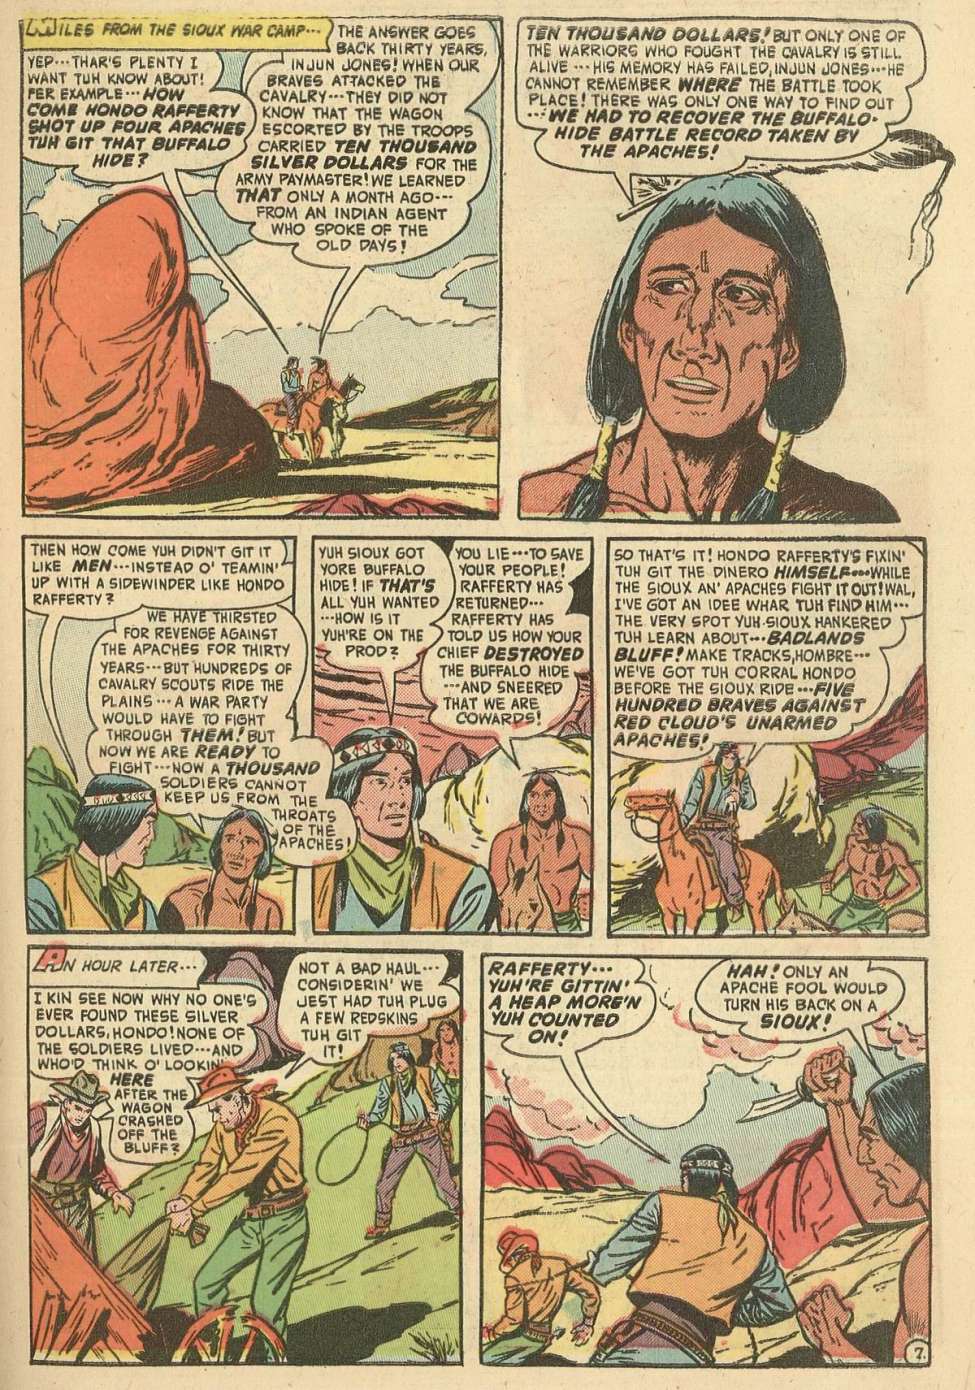 MILES FROM THE SIOUX WAR CAMP...
YEP... THAR'S PLENTY I
WANT TUH KNOW ABOUT!
FER EXAMPLE... HOW
COME HONDO RAFFERTY
SHOT UP FOUR APACHES
TUH GIT THAT BUFFALO
HIDE?
THE ANSWER GOES
BACK THIRTY YEARS,
INJUN JONES! WHEN OUR
BRAVES ATTACKED THE
CAVALRY... THEY DID NOT
KNOW THAT THE WAGON
ESCORTED BY THE TROOPS
CARRIED TEN THOUSAND
SILVER DOLLARS FOR THE
ARMY PAYMASTER! WE LEARNED
THAT ONLY A MONTH AGO...
FROM AN INDIAN AGENT
WHO SPOKE OF THE
OLD DAYS!
TEN THOUSAND DOLLARS! BUT ONLY ONE OF
THE WARRIORS WHO FOUGHT THE CAVALRY IS STILL
ALIVE... HIS MEMORY HAS FAILED, INJUN JONES... HE
CANNOT REMEMBER WHERE THE BATTLE TOOK
PLACE! THERE WAS ONLY ONE WAY TO FIND OUT
...WE HAD TO RECOVER THE BUFFALO-
HIDE BATTLE RECORD TAKEN BY
THE APACHES!
THEN HOW COME YUH DIDN'T GIT IT
LIKE MEN... INSTEAD O' TEAMIN'
UP WITH A SIDEWINDER LIKE HONDO
RAFFERTY?
WE HAVE THIRSTED
FOR REVENGE AGAINST
THE APACHES FOR THIRTY
YEARS... BUT HUNDREDS OF
CAVALRY SCOUTS RIDE THE
PLAINS... A WAR PARTY
WOULD HAVE TO FIGHT
THROUGH THEM! BUT
NOW WE ARE READY TO
FIGHT... NOW A THOUSAND
SOLDIERS CANNOT
KEEP US FROM THE
THROATS
OF THE
APACHES!
YUH SIOUX GOT
YORE BUFFALO
HIDE! IF THAT'S
ALL YUH WANTED
...HOW IS IT
YUH'RE ON THE
PROD?
YOU LIE... TO SAVE
YOUR PEOPLE!
RAFFERTY HAS
RETURNED...
RAFFERTY HAS
TOLD US HOW YOUR
CHIEF DESTROYED
THE BUFFALO HIDE
...AND SNEERED
THAT WE ARE
COWARDS!
SO THAT'S IT! HONDO RAFFERTY'S FIXIN'
TUH GIT THE DINERO HIMSELF... WHILE
THE SIOUX AN' APACHES FIGHT IT OUT! WAL,
I'VE GOT AN IDEE WHAR TUH FIND HIM...
THE VERY SPOT YUH SIOUX HANKERED
TUH LEARN ABOUT... BADLANDS
BLUFF! MAKE TRACKS, HOMBRE...
WE'VE GOT TUH CORRAL HONDO
BEFORE THE SIOUX RIDE... FIVE
HUNDRED BRAVES AGAINST
RED CLOUD'S UNARMED
APACHES!
AN HOUR LATER...
I KIN SEE NOW WHY NO ONE'S
EVER FOUND THESE SILVER
DOLLARS, HONDO! NONE OF
THE SOLDIERS LIVED... AND
WHO'D THINK O' LOOKIN'
HERE
AFTER THE
WAGON
CRASHED
OFF THE
BLUFF?
NOT A BAD HAUL...
CONSIDERIN' WE
JEST HAD TUH PLUG
A FEW REDSKINS
TUH GIT
IT!
RAFFERTY...
YUH'RE GITTIN'
A HEAP MORE'N
YUH COUNTED
ON!
HAH! ONLY AN
APACHE FOOL WOULD
TURN HIS BACK ON A
SIOUX!
7.